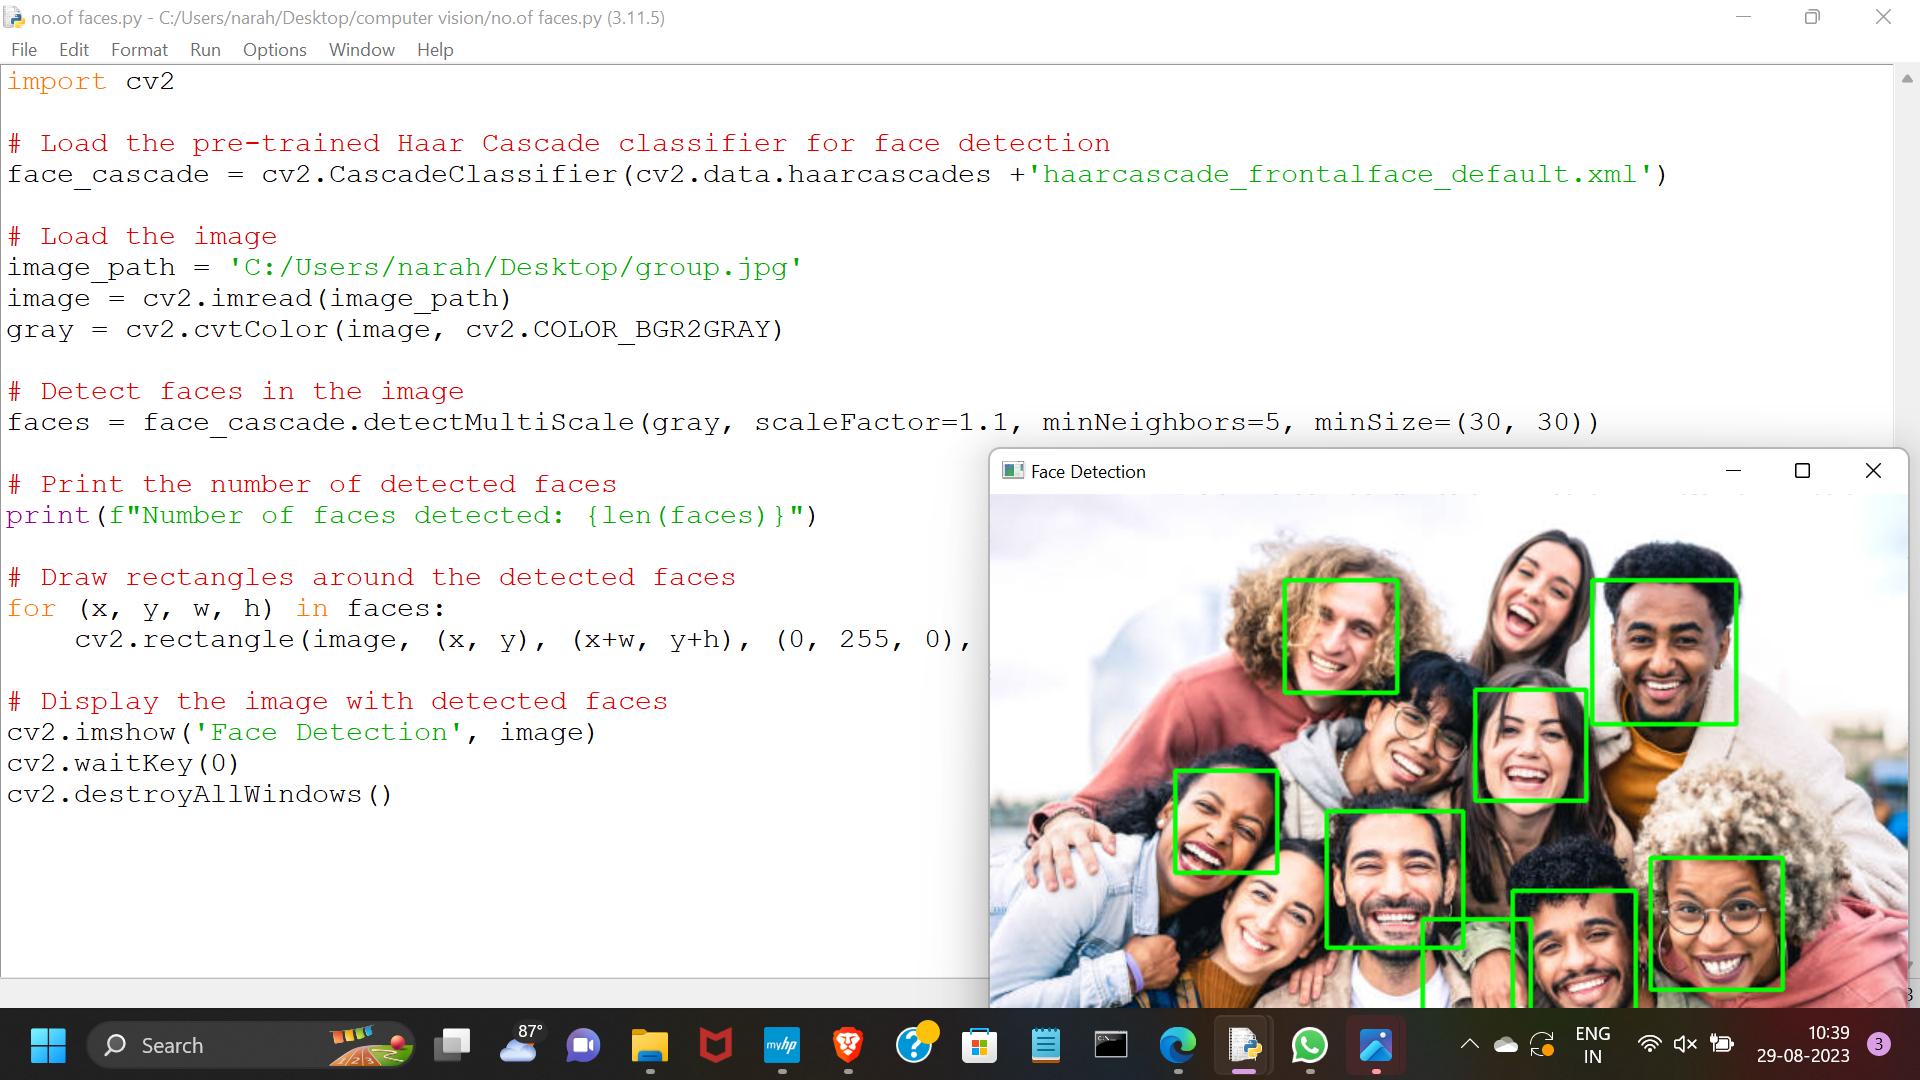 no.of faces.py - C:/Users/narah/Desktop/computer vision/no.of faces.py (3.11.5)
File Edit Format Run Options Window Help
import cv2
# Load the pre-trained Haar Cascade classifier for face detection
face_cascade = cv2.CascadeClassifier(cv2.data.haarcascades +'haarcascade_frontalface_default.xml')
# Load the image
image_path = 'C:/Users/narah/Desktop/group.jpg'
image = cv2.imread(image_path)
gray = cv2.cvtColor(image, cv2.COLOR_BGR2GRAY)
# Detect faces in the image
faces = face_cascade.detectMultiScale(gray, scaleFactor=1.1, minNeighbors=5, minSize=(30, 30))
# Print the number of detected faces
print(f"Number of faces detected: {len(faces)}")
# Draw rectangles around the detected faces
for (x, y, w, h) in faces:
    cv2.rectangle(image, (x, y), (x+w, y+h), (0, 255, 0),
# Display the image with detected faces
cv2.imshow('Face Detection', image)
cv2.waitKey(0)
cv2.destroyAllWindows()
Face Detection
Search
87°
myhp
ENG
IN
10:39
29-08-2023
3